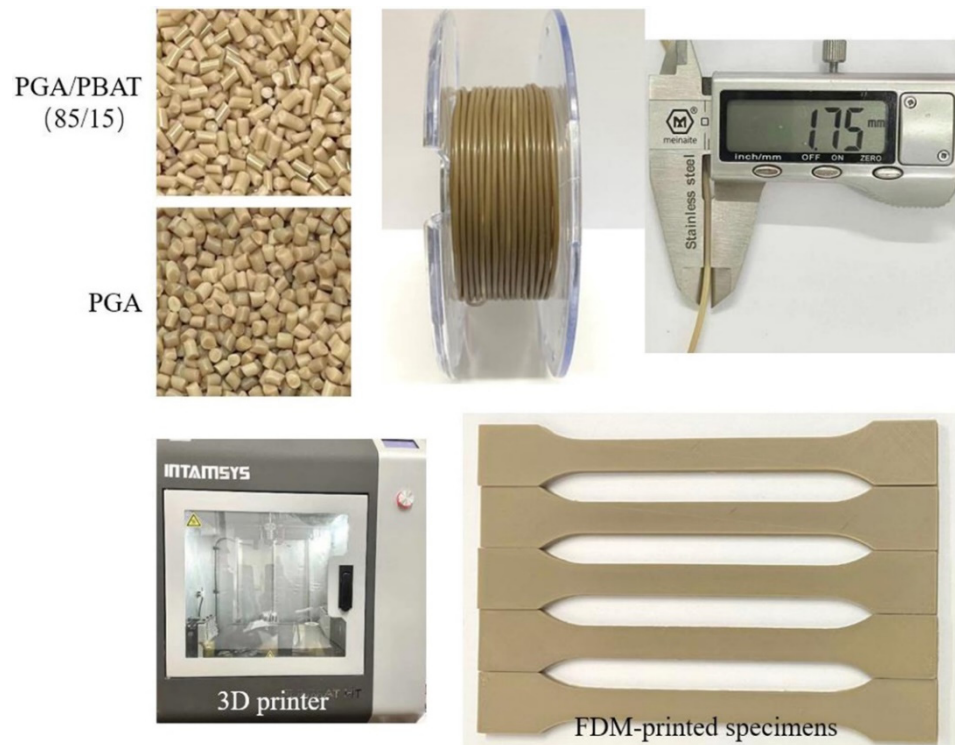 PGA/PBAT
(85/15)
PGA
meinaite
®
1.75 mm
inch/mm OFF ON ZERO
Stainless steel
INTAMSYS
3D printer
FDM-printed specimens